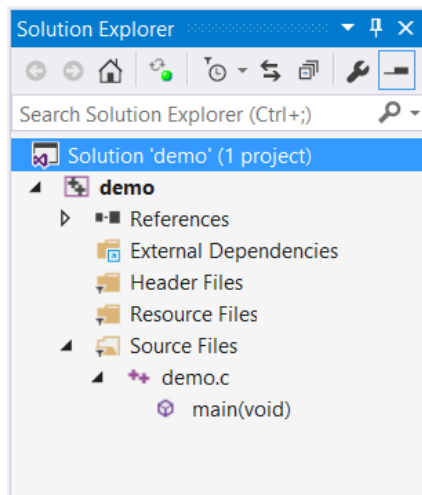 Solution Explorer
Search Solution Explorer (Ctrl+;)
Solution 'demo' (1 project)
demo
References
External Dependencies
Header Files
Resource Files
Source Files
demo.c
main(void)